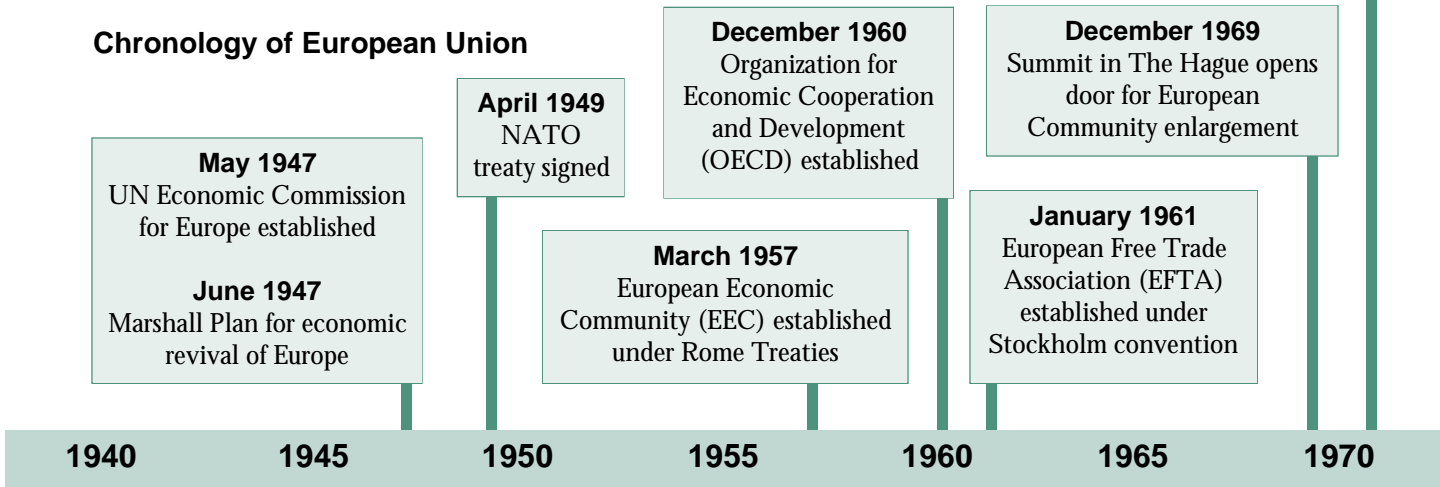 Chronology of European Union
May 1947
UN Economic Commission
for Europe established
June 1947
Marshall Plan for economic
revival of Europe
April 1949
NATO
treaty signed
March 1957
European Economic
Community (EEC) established
under Rome Treaties
December 1960
Organization for
Economic Cooperation
and Development
(OECD) established
January 1961
European Free Trade
Association (EFTA)
established under
Stockholm convention
December 1969
Summit in The Hague opens
door for European
Community enlargement
1940 1945 1950 1955 1960 1965 1970